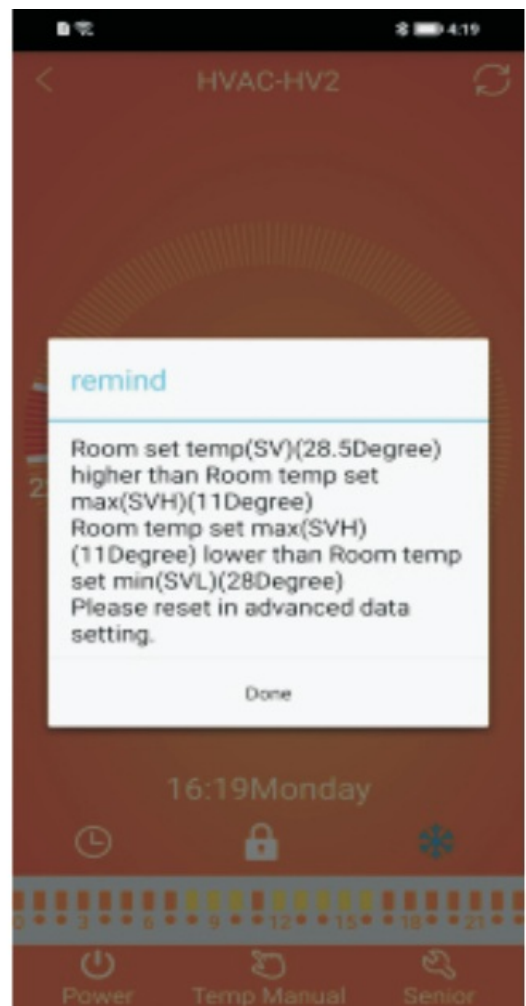 4:19
HVAC-HV2
remind
Room set temp(SV)(28.5Degree)
higher than Room temp set
max(SVH)(11Degree)
Room temp set max(SVH)
(11Degree) lower than Room temp
set min(SVL)(28Degree)
Please reset in advanced data
setting.
Done
16:19Monday
0 3 6 9 12 15 18 21
Power Temp Manual Senior